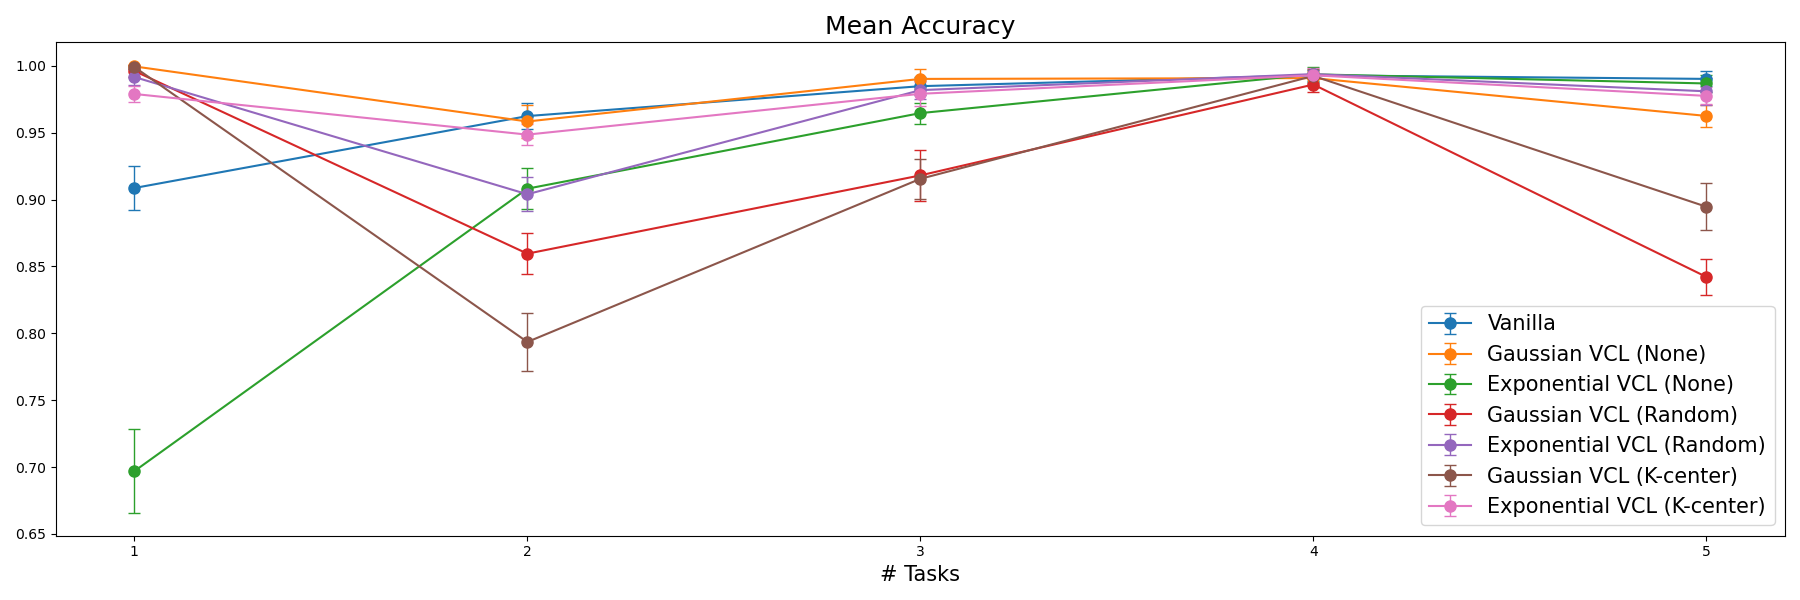 Mean Accuracy
1.00
0.95
0.90
0.85
0.80
0.75
0.70
0.65
1 2 3 4 5
# Tasks
Vanilla
Gaussian VCL (None)
Exponential VCL (None)
Gaussian VCL (Random)
Exponential VCL (Random)
Gaussian VCL (K-center)
Exponential VCL (K-center)